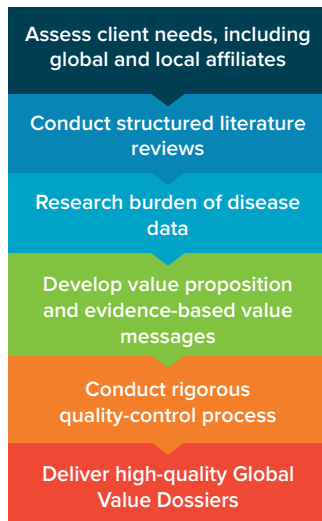 Assess client needs, including
global and local affiliates
Conduct structured literature
reviews
Research burden of disease
data
Develop value proposition
and evidence-based value
messages
Conduct rigorous
quality-control process
Deliver high-quality Global
Value Dossiers